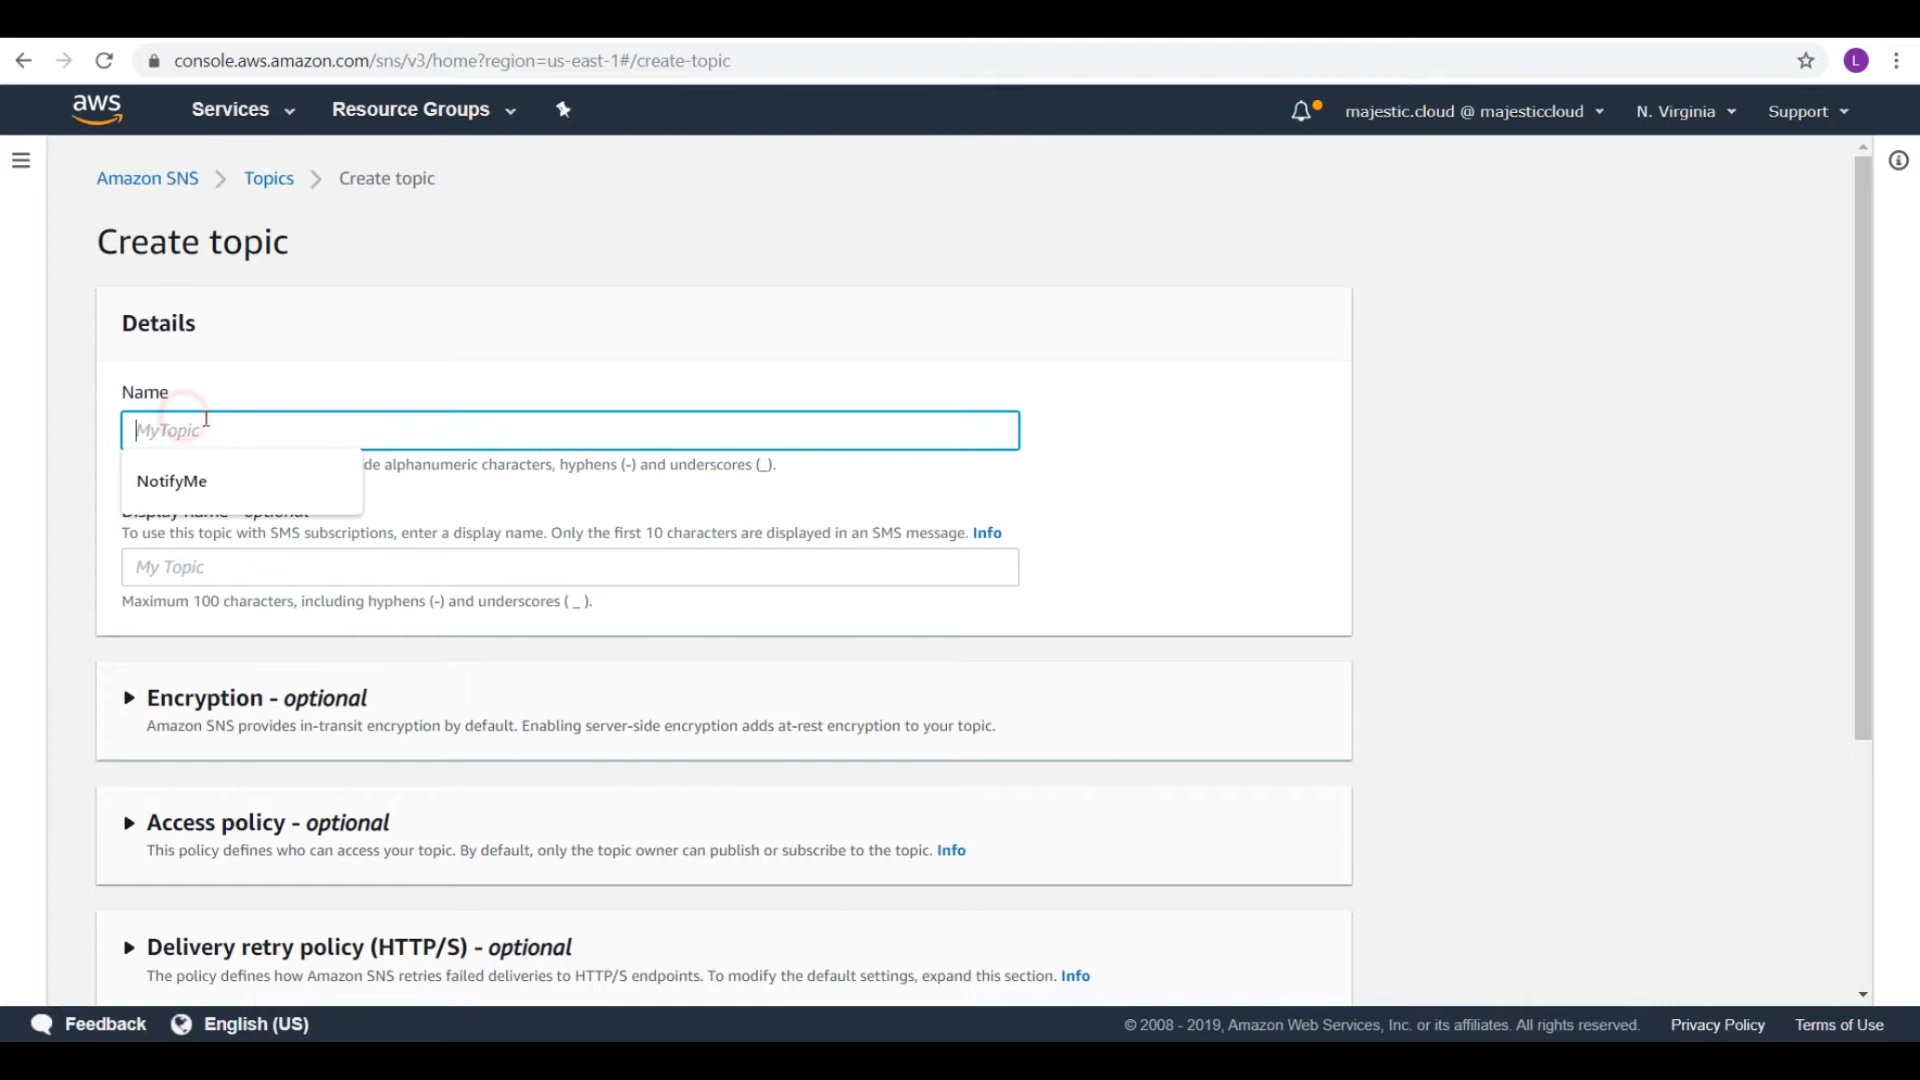 console.aws.amazon.com/sns/v3/home?region=us-east-1#/create-topic
L
aws
Services
Resource Groups
majestic.cloud @ majesticcloud
N. Virginia
Support
Amazon SNS
Topics
Create topic
Create topic
Details
Name
MyTopic
de alphanumeric characters, hyphens (-) and underscores (_).
NotifyMe
Display name - optional
To use this topic with SMS subscriptions, enter a display name. Only the first 10 characters are displayed in an SMS message. Info
My Topic
Maximum 100 characters, including hyphens (-) and underscores ( _ ).
Encryption - optional
Amazon SNS provides in-transit encryption by default. Enabling server-side encryption adds at-rest encryption to your topic.
Access policy - optional
This policy defines who can access your topic. By default, only the topic owner can publish or subscribe to the topic. Info
Delivery retry policy (HTTP/S) - optional
The policy defines how Amazon SNS retries failed deliveries to HTTP/S endpoints. To modify the default settings, expand this section. Info
Feedback
English (US)
© 2008 - 2019, Amazon Web Services, Inc. or its affiliates. All rights reserved.
Privacy Policy
Terms of Use